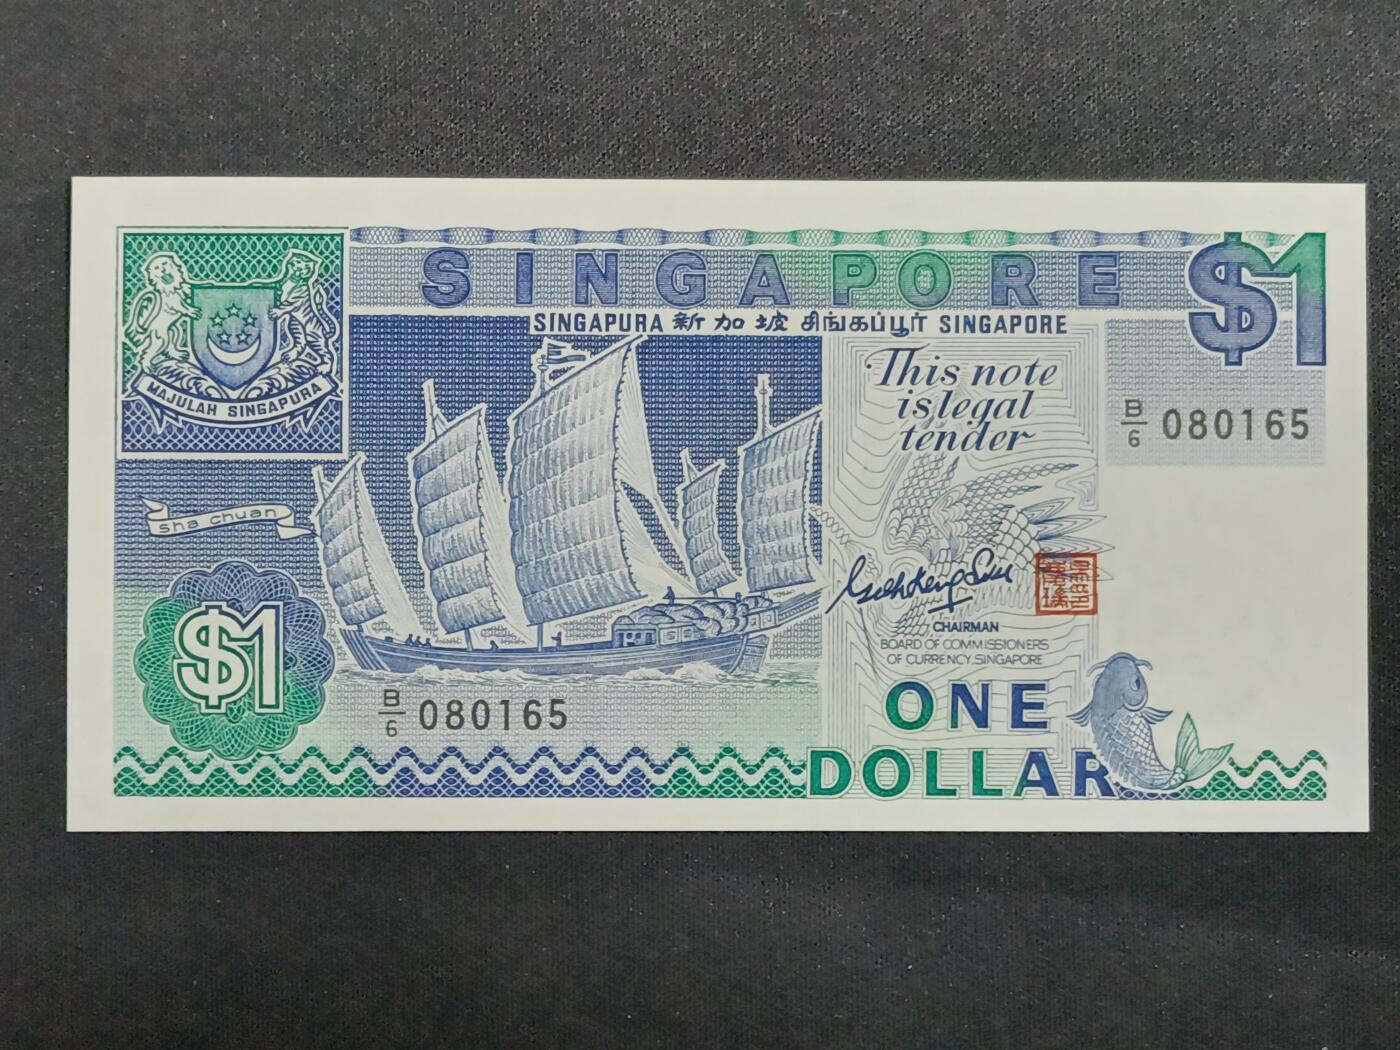 SINGAPORE
$1
SINGAPURA 新加坡 சிங்கப்பூர் SINGAPORE
MAJULAH SINGAPURA
This note
is legal
tender
B/6 080165
sha chuan
$1
CHAIRMAN
BOARD OF COMMISSIONERS
OF CURRENCY, SINGAPORE
B/6 080165
ONE
DOLLAR